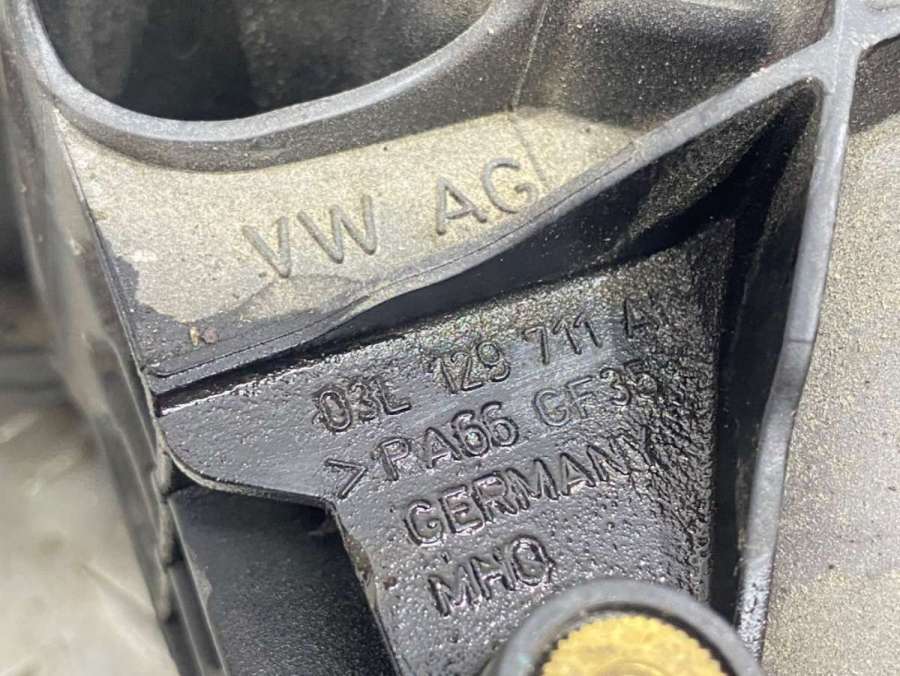 VW AG
03L 129 711 A
>PA66 GF35
GERMANY
MHQ